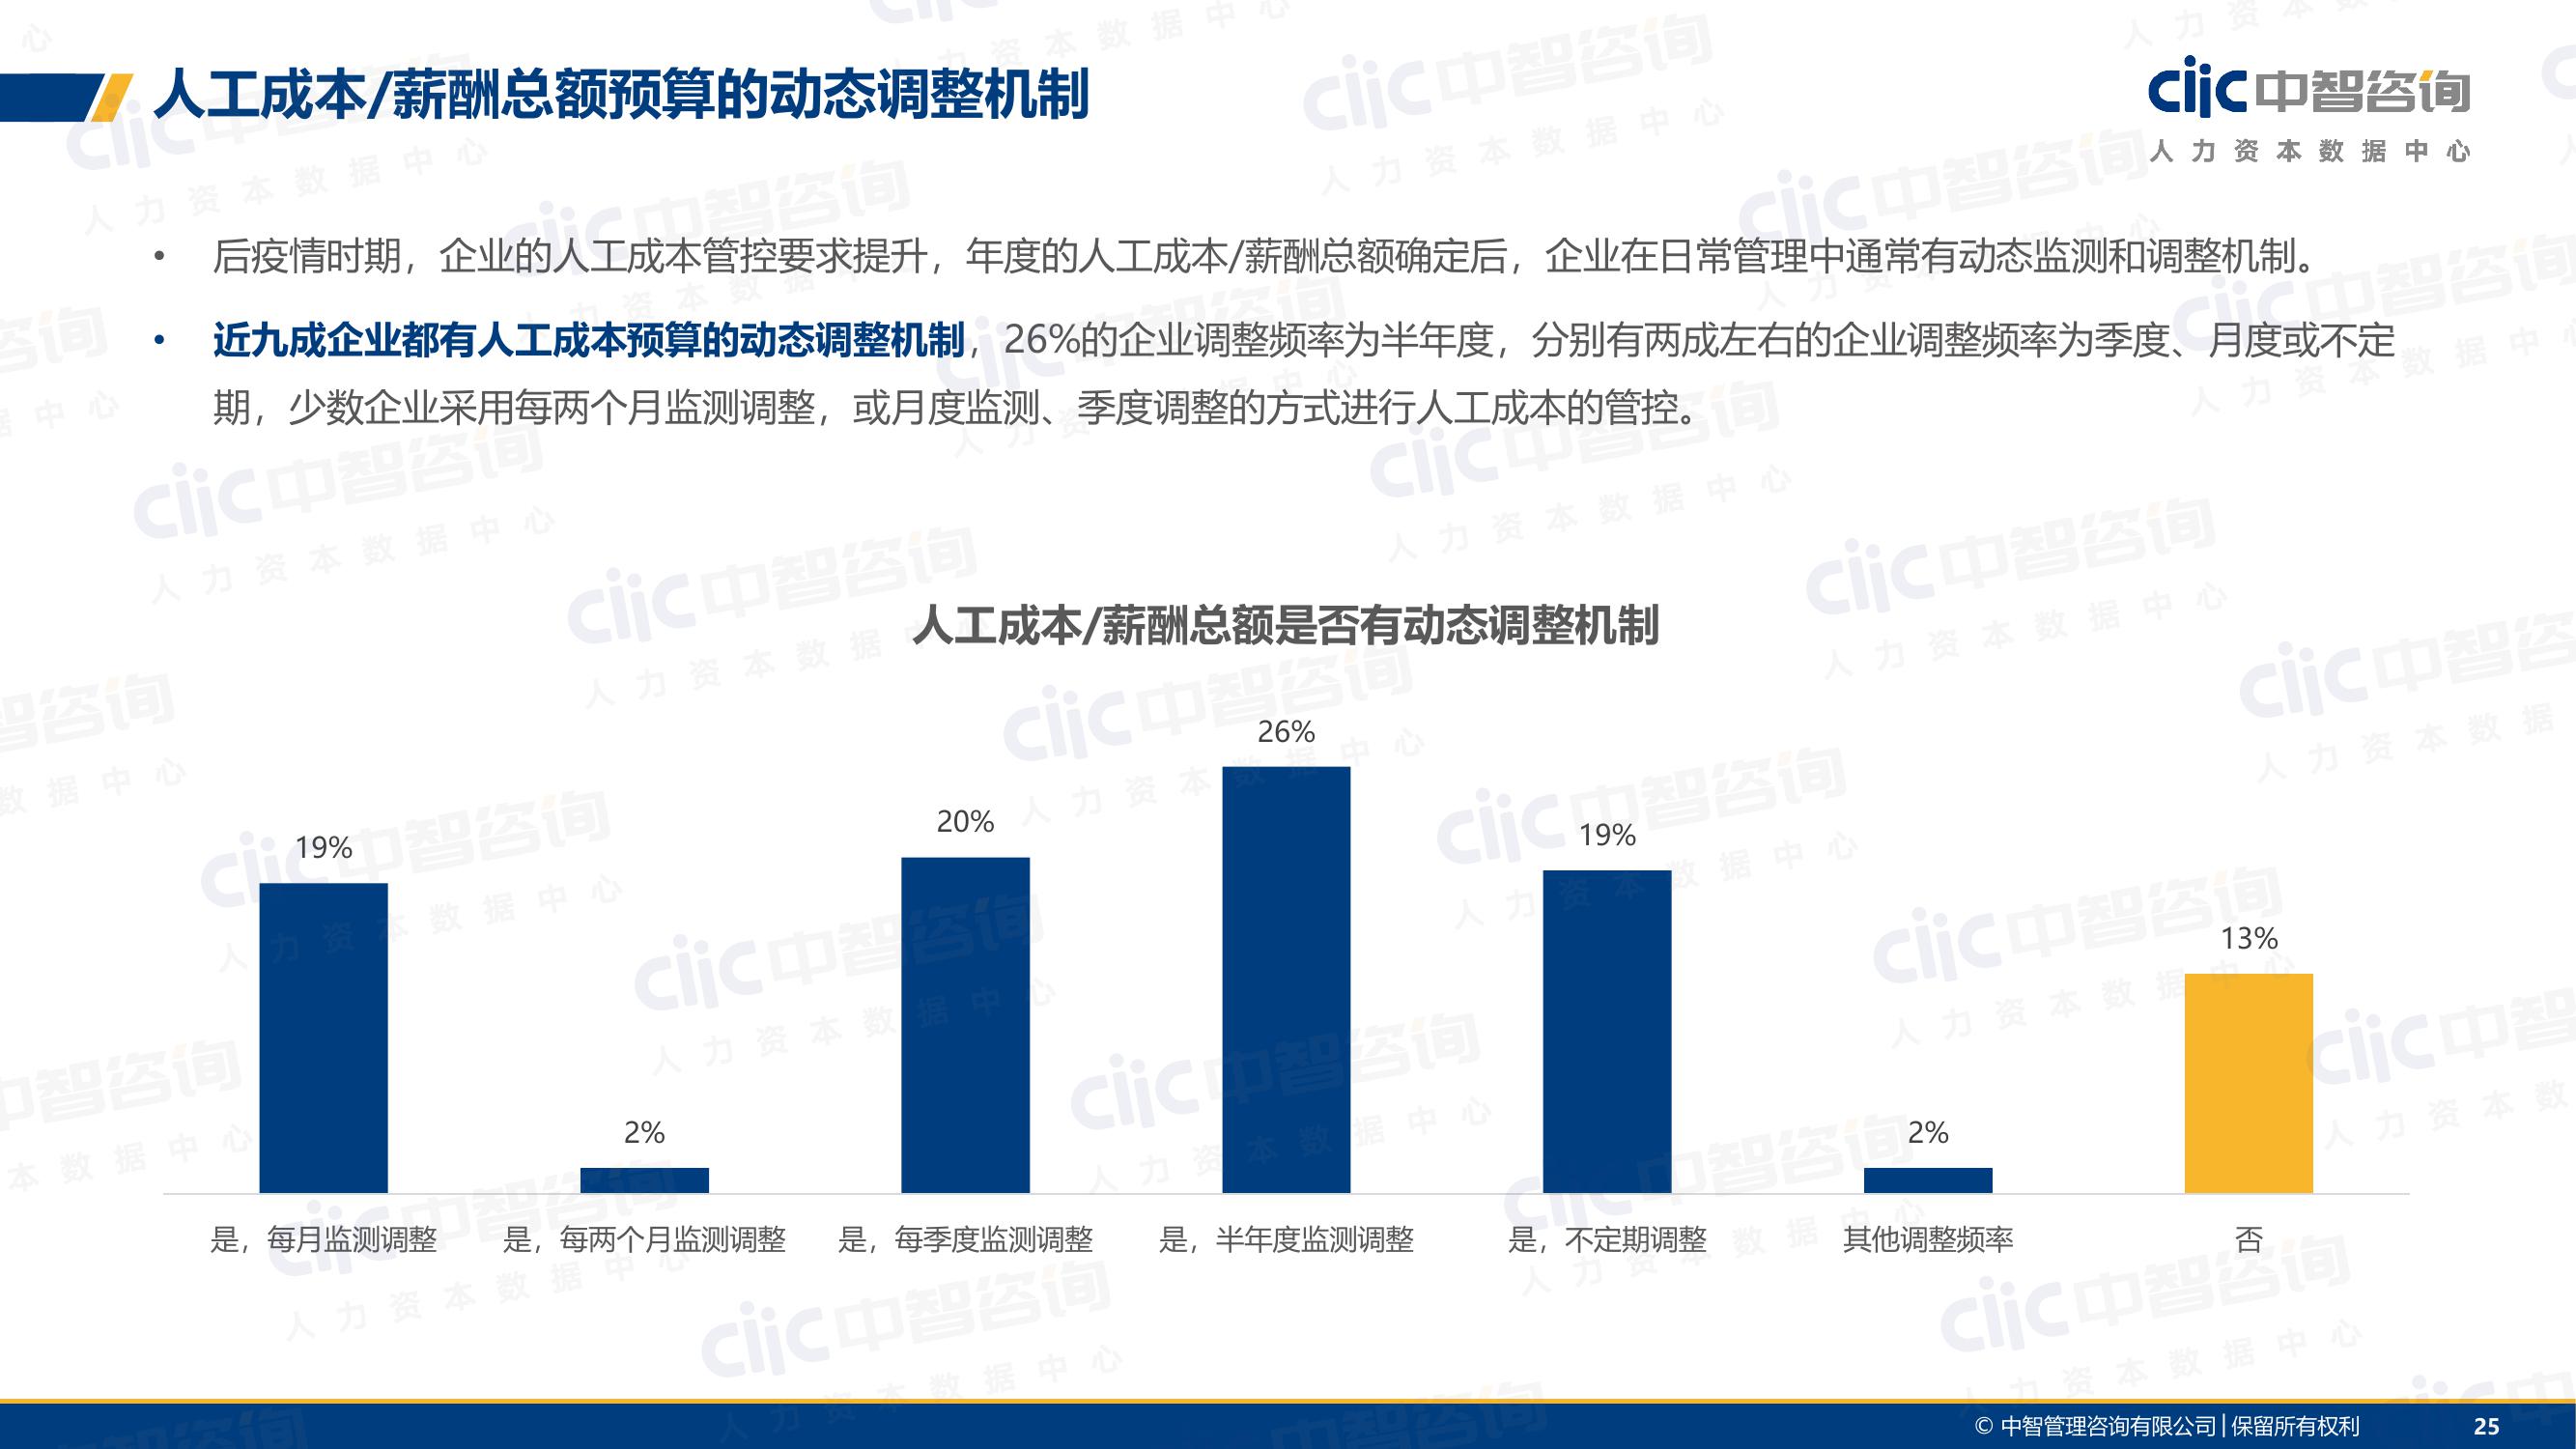 人工成本/薪酬总额预算的动态调整机制
ciic中智咨询
人力资本数据中心
• 后疫情时期，企业的人工成本管控要求提升，年度的人工成本/薪酬总额确定后，企业在日常管理中通常有动态监测和调整机制。
• 近九成企业都有人工成本预算的动态调整机制，26%的企业调整频率为半年度，分别有两成左右的企业调整频率为季度、月度或不定
期，少数企业采用每两个月监测调整，或月度监测、季度调整的方式进行人工成本的管控。
人工成本/薪酬总额是否有动态调整机制
19%
2%
20%
26%
19%
2%
13%
是，每月监测调整
是，每两个月监测调整
是，每季度监测调整
是，半年度监测调整
是，不定期调整
其他调整频率
否
© 中智管理咨询有限公司 | 保留所有权利
25